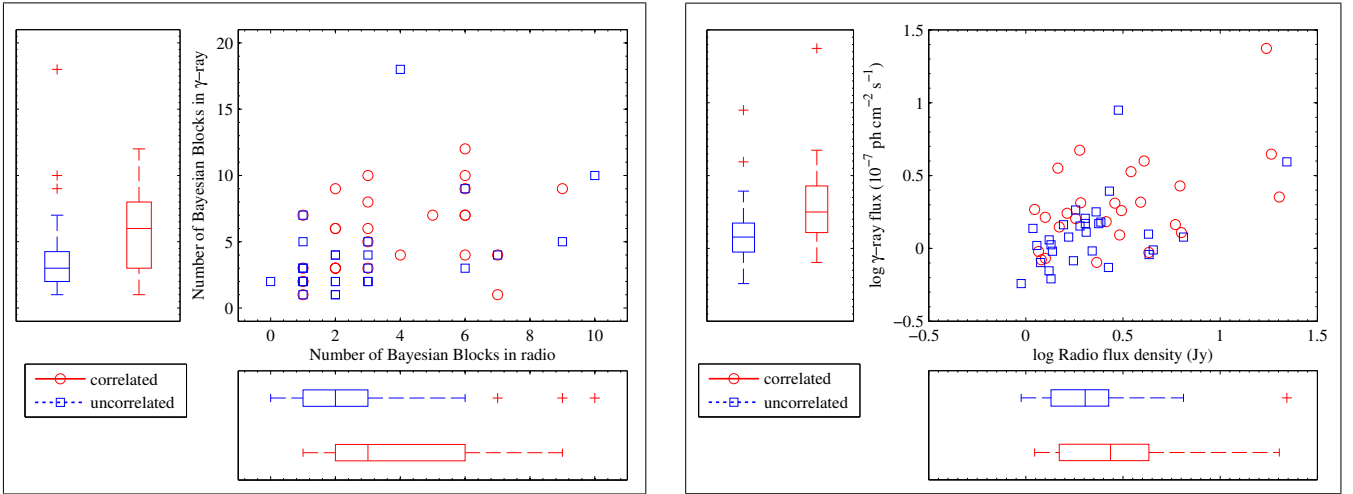 20
15
10
5
0
Number of Bayesian Blocks in γ−ray
0 2 4 6 8 10
Number of Bayesian Blocks in radio
correlated
uncorrelated
1.5
1
0.5
0
−0.5
log γ−ray flux (10⁻⁷ ph cm⁻² s⁻¹)
−0.5 0 0.5 1 1.5
log Radio flux density (Jy)
correlated
uncorrelated